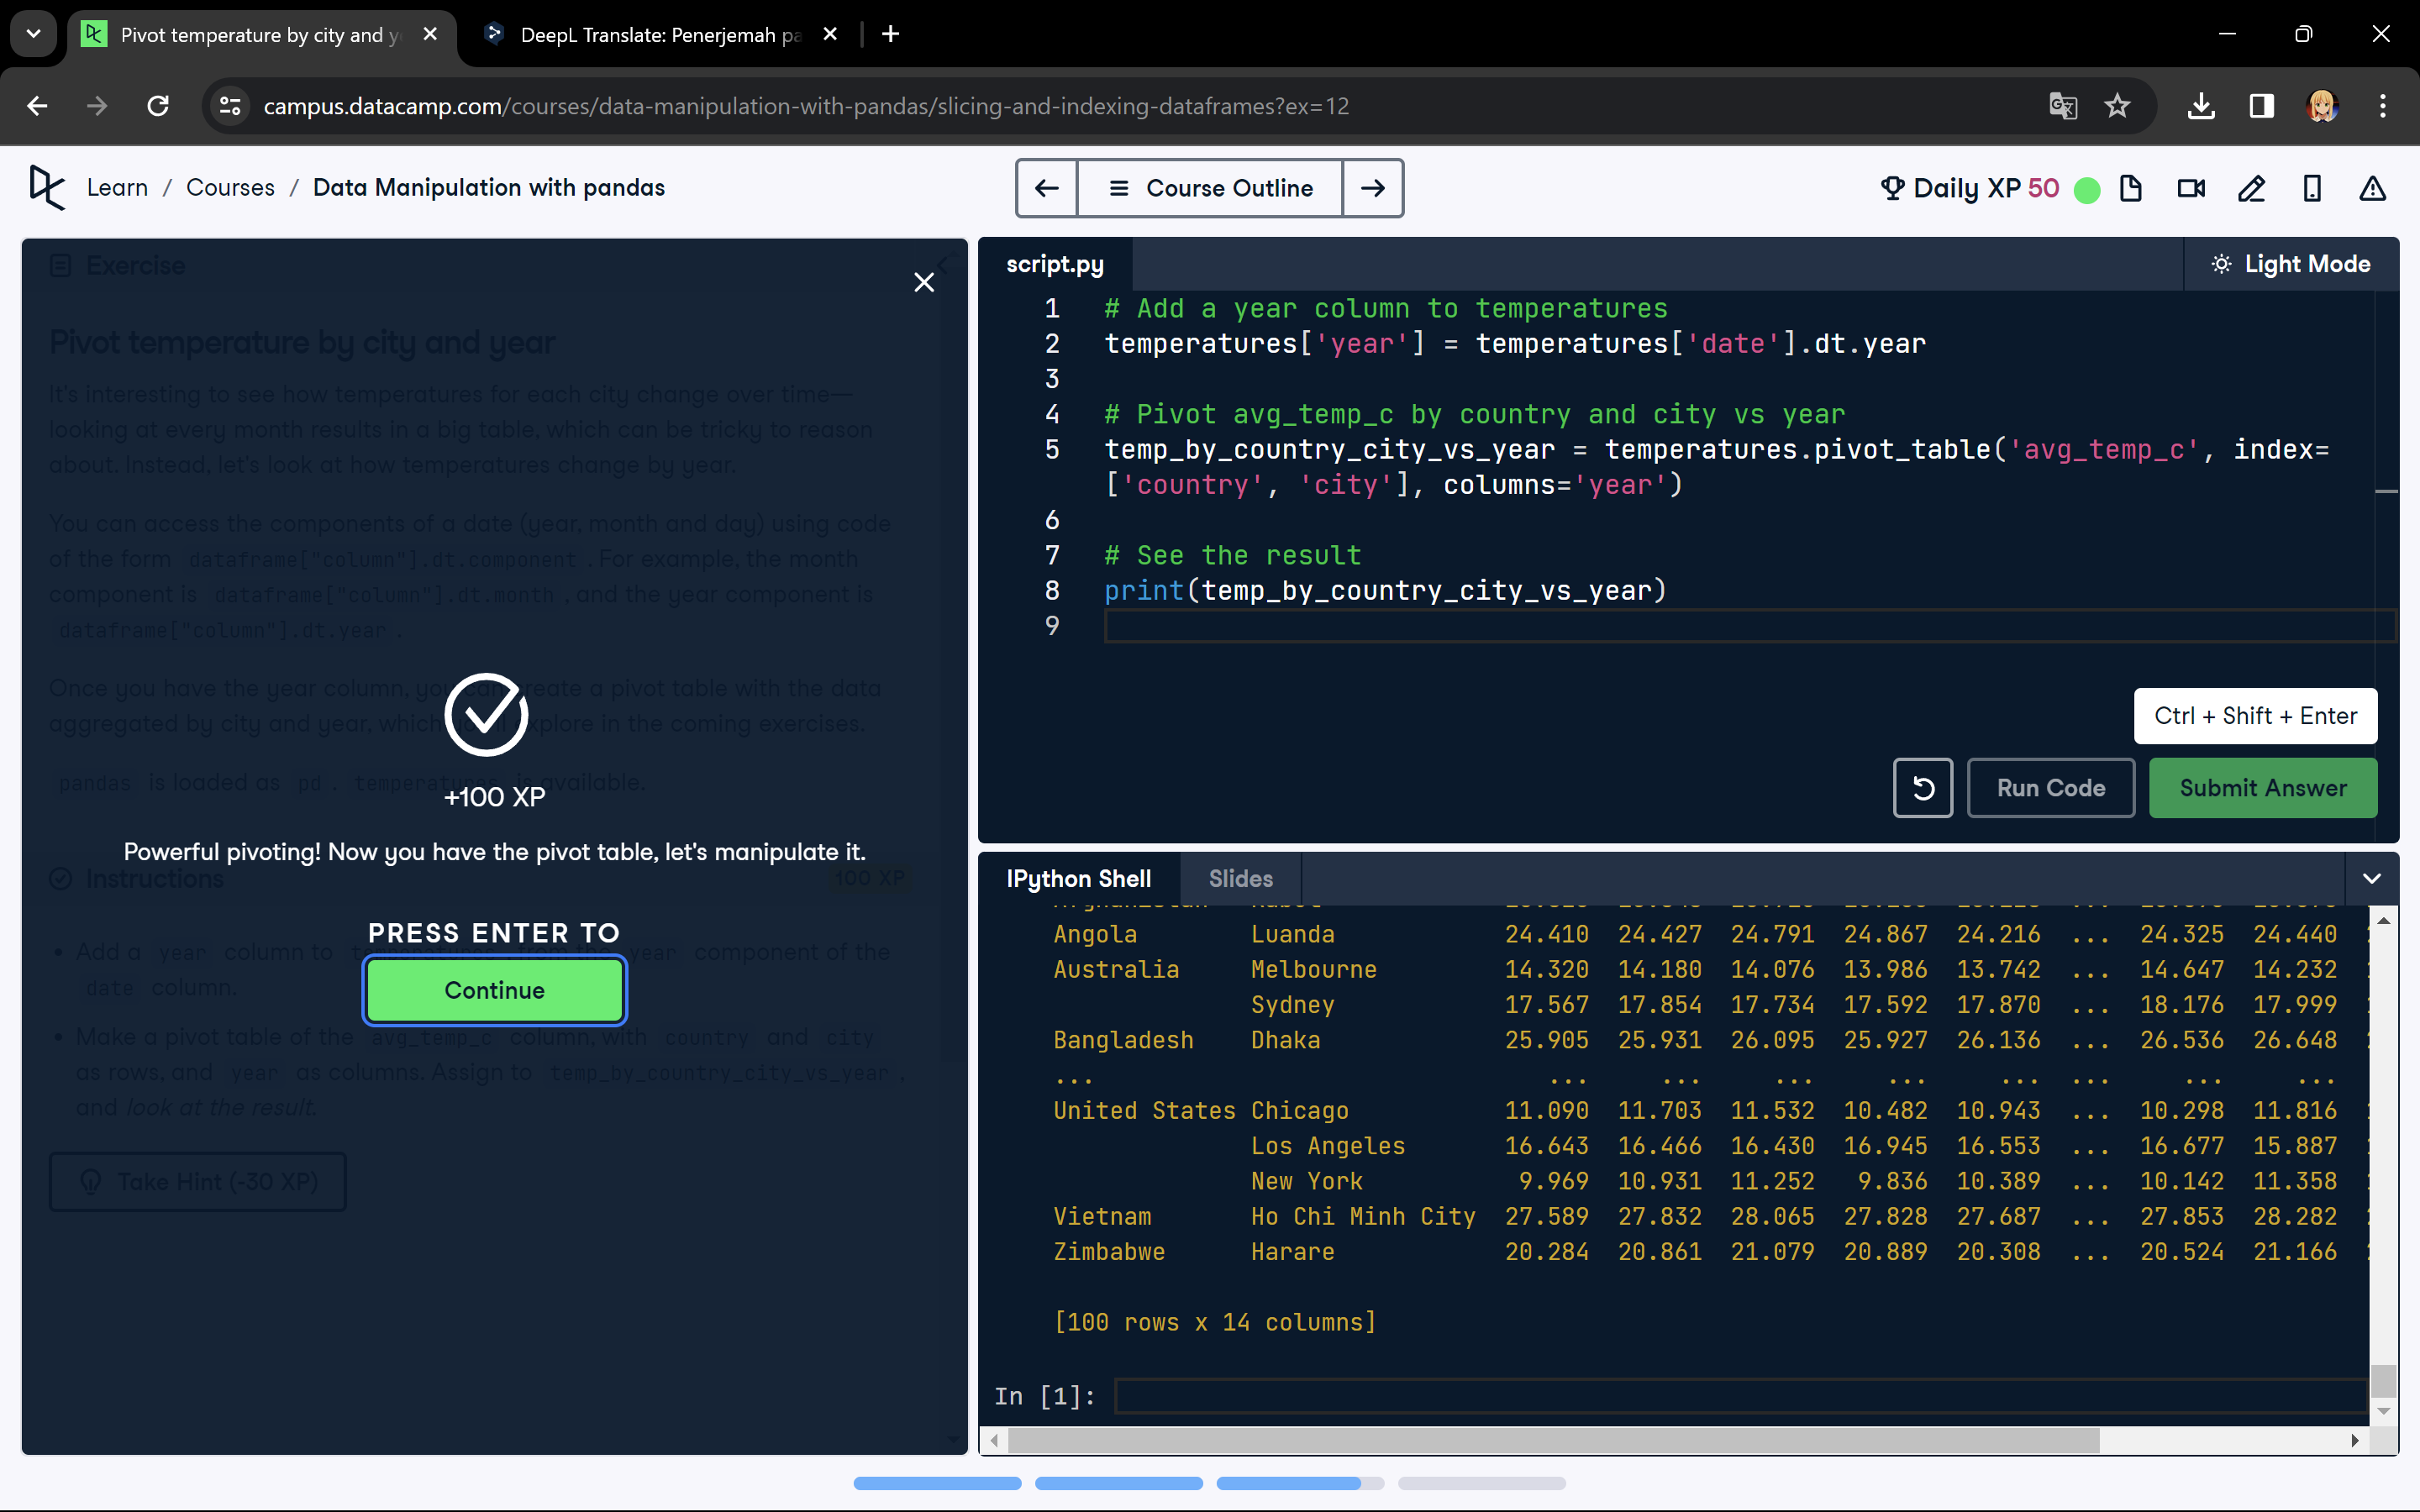 Pivot temperature by city and y
DeepL Translate: Penerjemah pa
campus.datacamp.com/courses/data-manipulation-with-pandas/slicing-and-indexing-dataframes?ex=12
Learn / Courses / Data Manipulation with pandas
Course Outline
Daily XP 50
Exercise
Pivot temperature by city and year
It's interesting to see how temperatures for each city change over time—
looking at every month results in a big table, which can be tricky to reason
about. Instead, let's look at how temperatures change by year.
You can access the components of a date (year, month and day) using code
of the form dataframe["column"].dt.component. For example, the month
component is dataframe["column"].dt.month, and the year component is
dataframe["column"].dt.year.
Once you have the year column, you can create a pivot table with the data
aggregated by city and year, which explore in the coming exercises.
pandas is loaded as pd. temperatures is available.
+100 XP
Powerful pivoting! Now you have the pivot table, let's manipulate it.
Instructions
100 XP
PRESS ENTER TO
Continue
Add a year column to temperatures, from the year component of the
date column.
Make a pivot table of the avg_temp_c column, with country and city
as rows, and year as columns. Assign to temp_by_country_city_vs_year,
and look at the result.
Take Hint (-30 XP)
script.py
Light Mode
1 # Add a year column to temperatures
2 temperatures['year'] = temperatures['date'].dt.year
3
4 # Pivot avg_temp_c by country and city vs year
5 temp_by_country_city_vs_year = temperatures.pivot_table('avg_temp_c', index=
['country', 'city'], columns='year')
6
7 # See the result
8 print(temp_by_country_city_vs_year)
9
Ctrl + Shift + Enter
Run Code
Submit Answer
IPython Shell
Slides
Angola Luanda 24.410 24.427 24.791 24.867 24.216 ... 24.325 24.440
Australia Melbourne 14.320 14.180 14.076 13.986 13.742 ... 14.647 14.232
Sydney 17.567 17.854 17.734 17.592 17.870 ... 18.176 17.999
Bangladesh Dhaka 25.905 25.931 26.095 25.927 26.136 ... 26.536 26.648
... ... ... ... ... ... ... ... ...
United States Chicago 11.090 11.703 11.532 10.482 10.943 ... 10.298 11.816
Los Angeles 16.643 16.466 16.430 16.945 16.553 ... 16.677 15.887
New York 9.969 10.931 11.252 9.836 10.389 ... 10.142 11.358
Vietnam Ho Chi Minh City 27.589 27.832 28.065 27.828 27.687 ... 27.853 28.282
Zimbabwe Harare 20.284 20.861 21.079 20.889 20.308 ... 20.524 21.166
[100 rows x 14 columns]
In [1]: